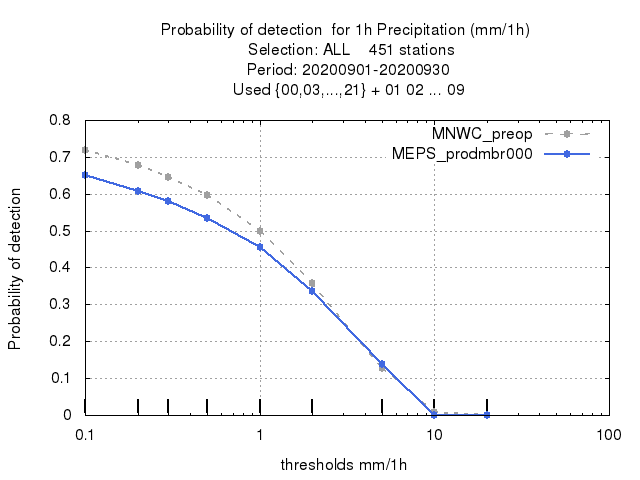 Probability of detection  for 1h Precipitation (mm/1h)
Selection: ALL    451 stations
Period: 20200901-20200930
Used {00,03,...,21} + 01 02 ... 09
MNWC_preop
MEPS_prodmbr000
Probability of detection
0.8
0.7
0.6
0.5
0.4
0.3
0.2
0.1
0
0.1
1
10
100
thresholds mm/1h